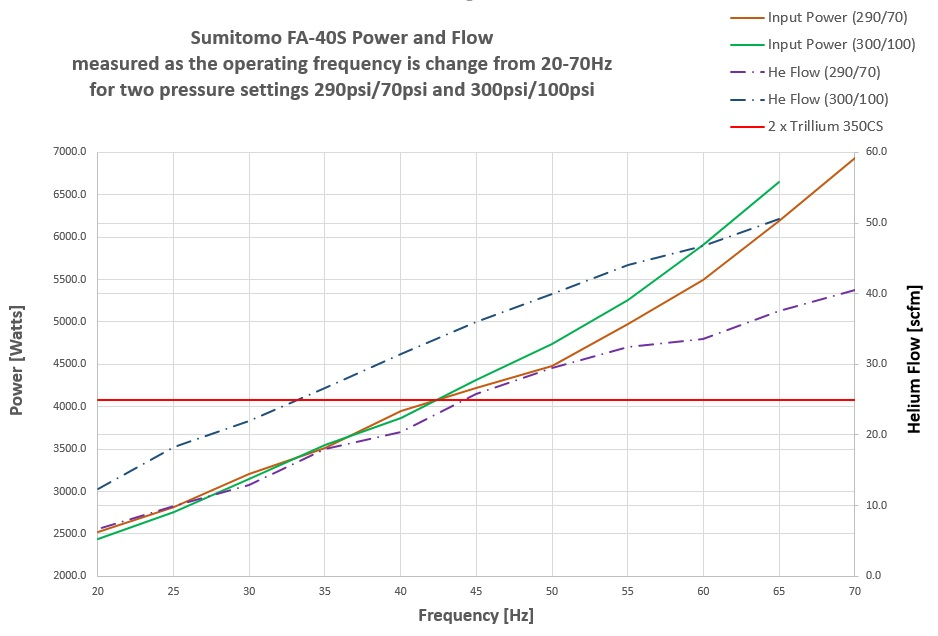 Sumitomo FA-40S Power and Flow
measured as the operating frequency is change from 20-70Hz
for two pressure settings 290psi/70psi and 300psi/100psi
Input Power (290/70)
Input Power (300/100)
He Flow (290/70)
He Flow (300/100)
2 x Trillium 350CS
Power [Watts]
7000.0
6500.0
6000.0
5500.0
5000.0
4500.0
4000.0
3500.0
3000.0
2500.0
2000.0
60.0
50.0
40.0
30.0
20.0
10.0
0.0
Helium Flow [scfm]
20 25 30 35 40 45 50 55 60 65 70
Frequency [Hz]